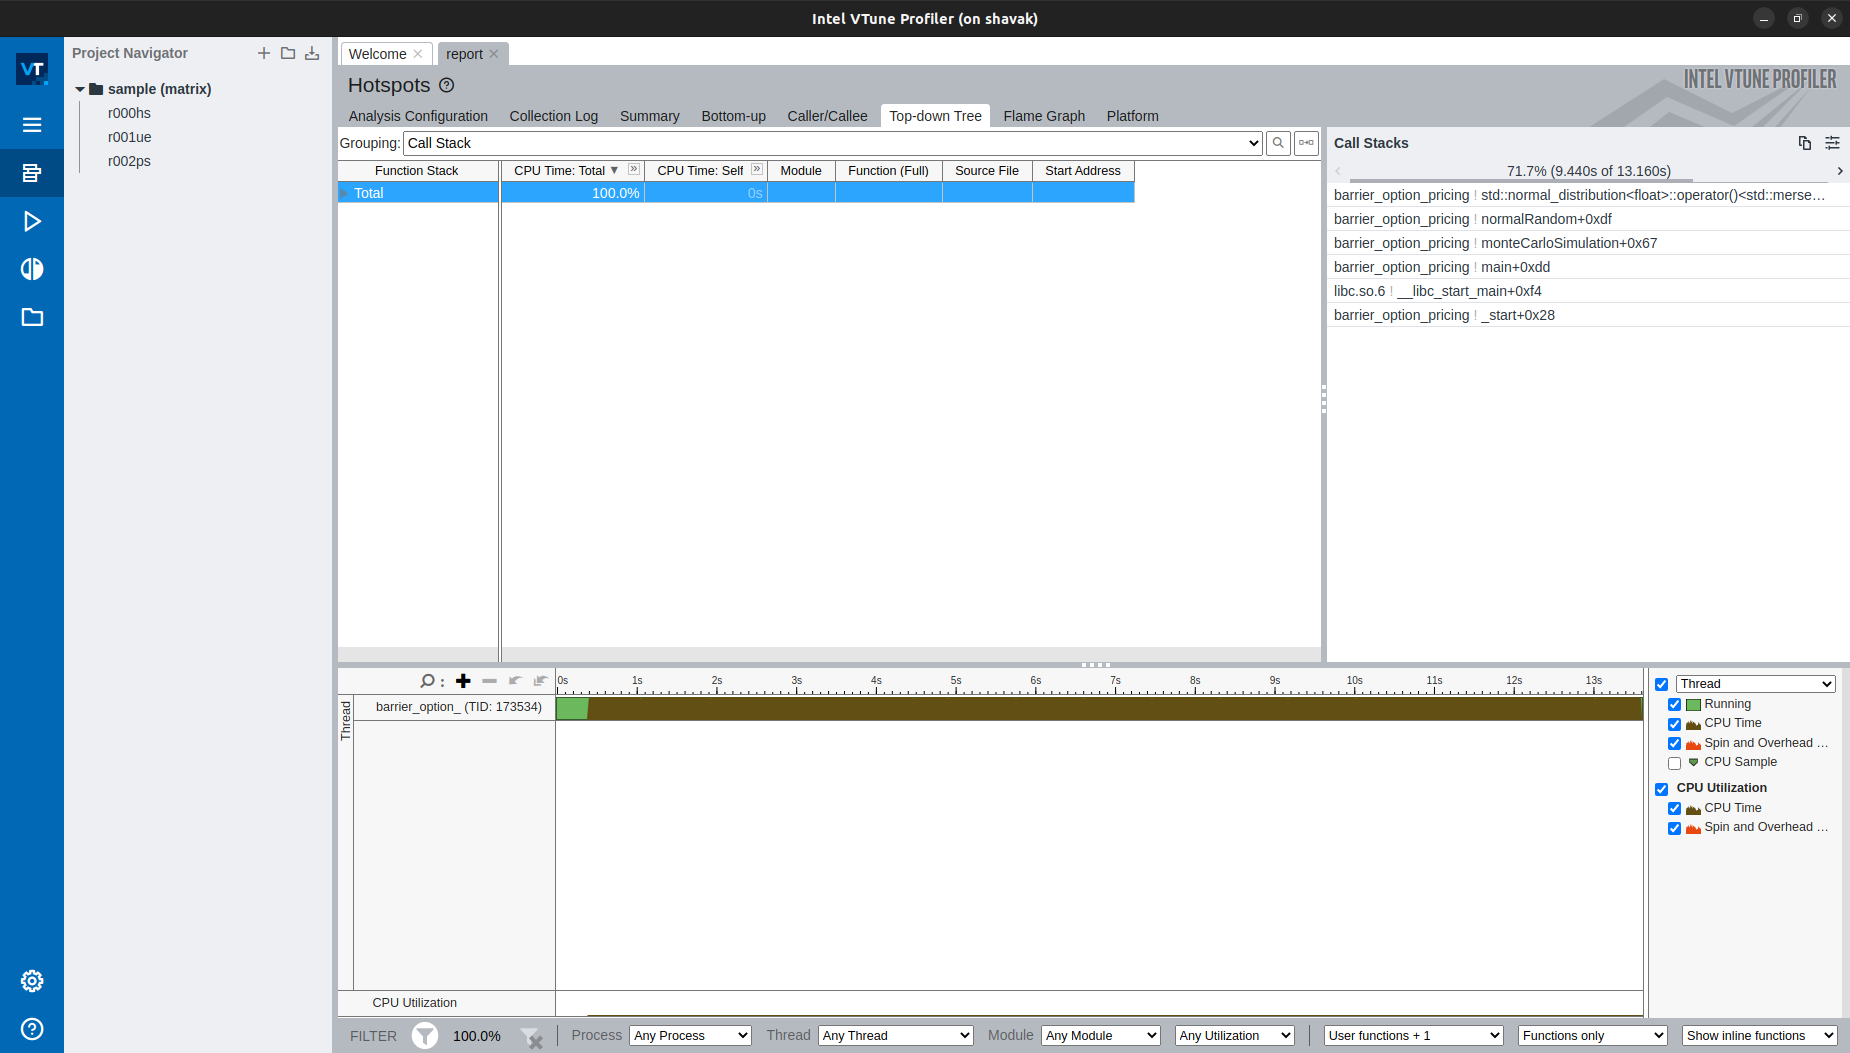 Intel VTune Profiler (on shavak)
VT
Project Navigator
sample (matrix)
r000hs
r001ue
r002ps
Welcome
report
Hotspots
INTEL VTUNE PROFILER
Analysis Configuration Collection Log Summary Bottom-up Caller/Callee Top-down Tree Flame Graph Platform
Grouping: Call Stack
Function Stack CPU Time: Total CPU Time: Self Module Function (Full) Source File Start Address
Total 100.0% 0s
Call Stacks
71.7% (9.440s of 13.160s)
barrier_option_pricing ! std::normal_distribution<float>::operator()<std::merse…
barrier_option_pricing ! normalRandom+0xdf
barrier_option_pricing ! monteCarloSimulation+0x67
barrier_option_pricing ! main+0xdd
libc.so.6 ! __libc_start_main+0xf4
barrier_option_pricing ! _start+0x28
0s 1s 2s 3s 4s 5s 6s 7s 8s 9s 10s 11s 12s 13s
Thread
barrier_option_ (TID: 173534)
CPU Utilization
Thread
Running
CPU Time
Spin and Overhead …
CPU Sample
CPU Utilization
CPU Time
Spin and Overhead …
FILTER 100.0% Process Any Process Thread Any Thread Module Any Module Any Utilization User functions + 1 Functions only Show inline functions